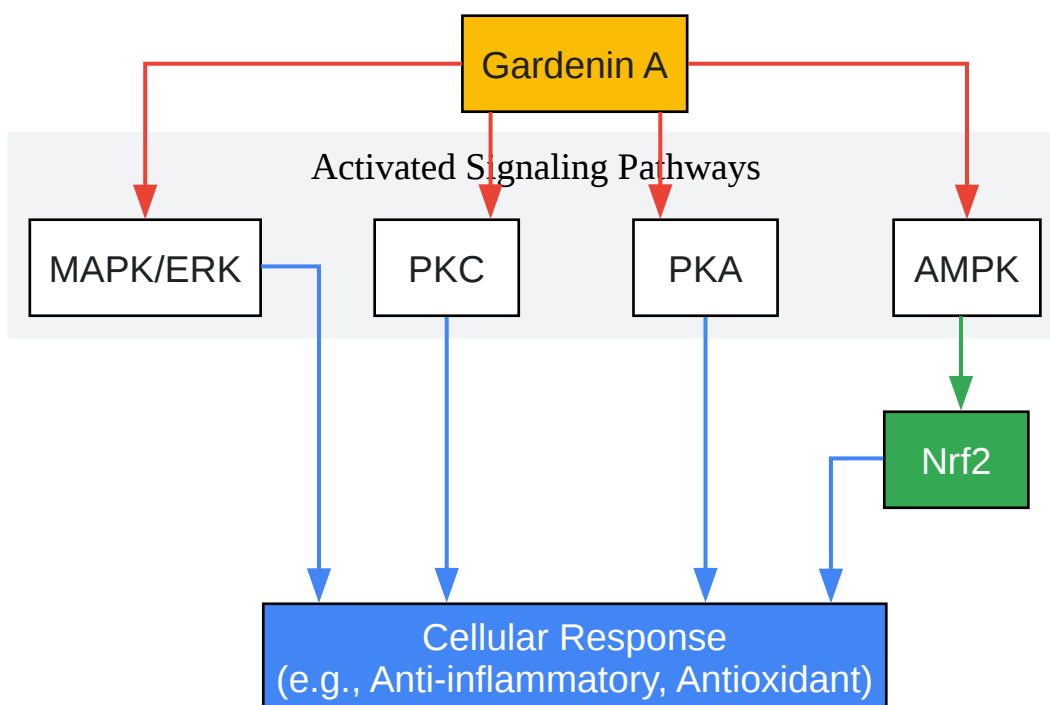 Gardenin A
Activated Signaling Pathways
MAPK/ERK
PKC
PKA
AMPK
Nrf2
Cellular Response
(e.g., Anti-inflammatory, Antioxidant)